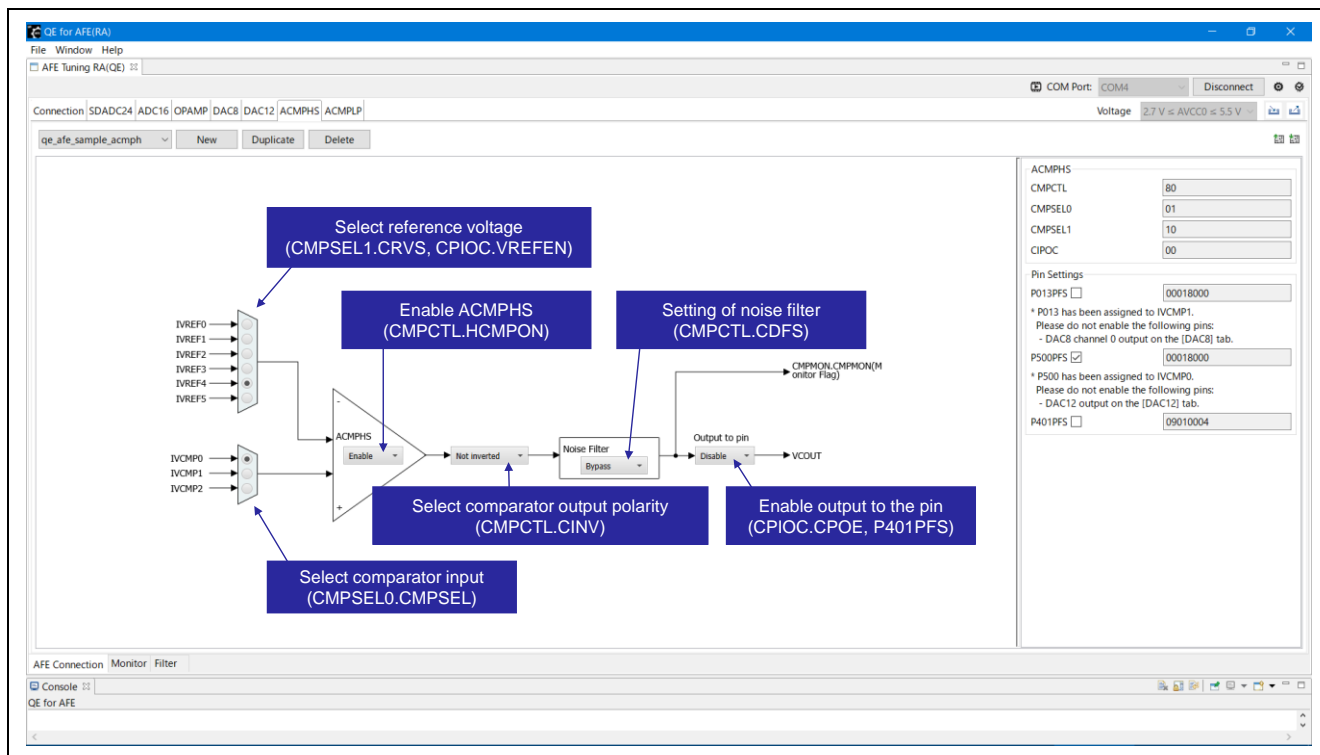 QE for AFE(RA)
File Window Help
AFE Tuning RA(QE)
COM Port: COM4 Disconnect
Connection SDADC24 ADC16 OPAMP DAC8 DAC12 ACMPHS ACMPLP
Voltage 2.7 V ≤ AVCC0 ≤ 5.5 V
qe_afe_sample_acmph New Duplicate Delete
Select reference voltage
(CMPSEL1.CRVS, CPIOC.VREFEN)
Enable ACMPHS
(CMPCTL.HCMPON)
Setting of noise filter
(CMPCTL.CDFS)
IVREF0
IVREF1
IVREF2
IVREF3
IVREF4
IVREF5
CMPMON.CMPMON(M
onitor Flag)
-
ACMPHS
Enable
+
Not inverted
Noise Filter
Bypass
Output to pin
Disable
VCOUT
IVCMP0
IVCMP1
IVCMP2
Select comparator output polarity
(CMPCTL.CINV)
Enable output to the pin
(CPIOC.CPOE, P401PFS)
Select comparator input
(CMPSEL0.CMPSEL)
ACMPHS
CMPCTL 80
CMPSEL0 01
CMPSEL1 10
CIPOC 00
Pin Settings
P013PFS 00018000
* P013 has been assigned to IVCMP1.
Please do not enable the following pins:
- DAC8 channel 0 output on the [DAC8] tab.
P500PFS 00018000
* P500 has been assigned to IVCMP0.
Please do not enable the following pins:
- DAC12 output on the [DAC12] tab.
P401PFS 09010004
AFE Connection Monitor Filter
Console
QE for AFE